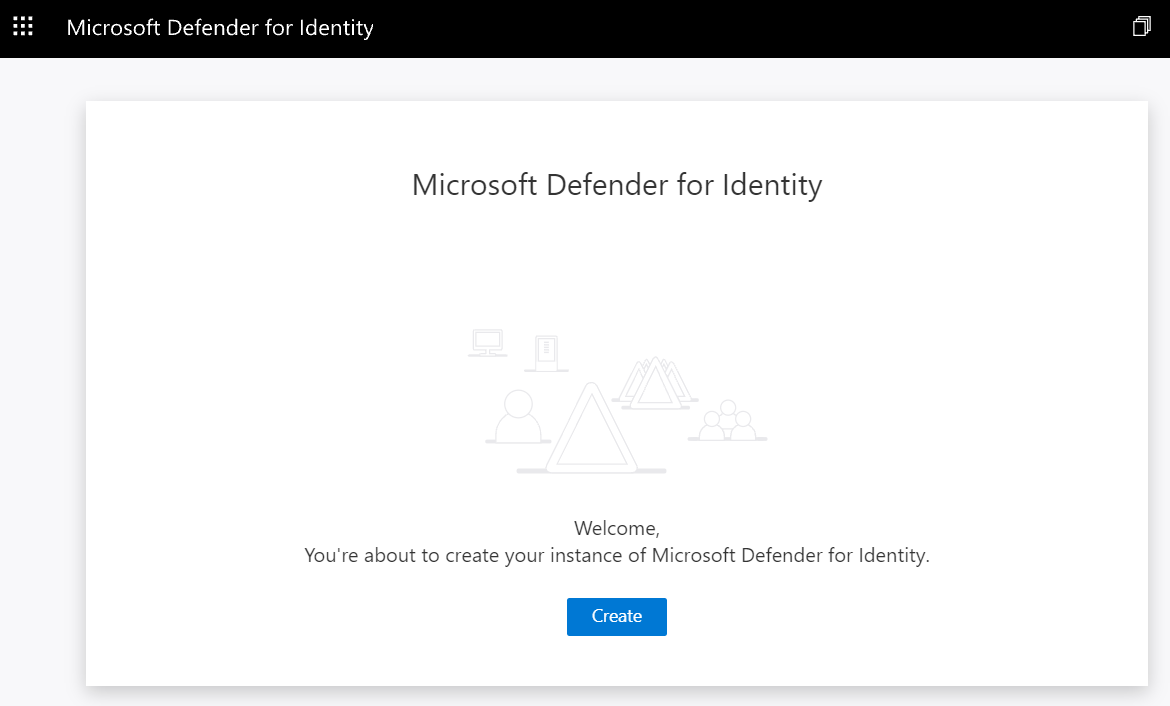 Microsoft Defender for Identity
Microsoft Defender for Identity
Welcome,
You're about to create your instance of Microsoft Defender for Identity.
Create